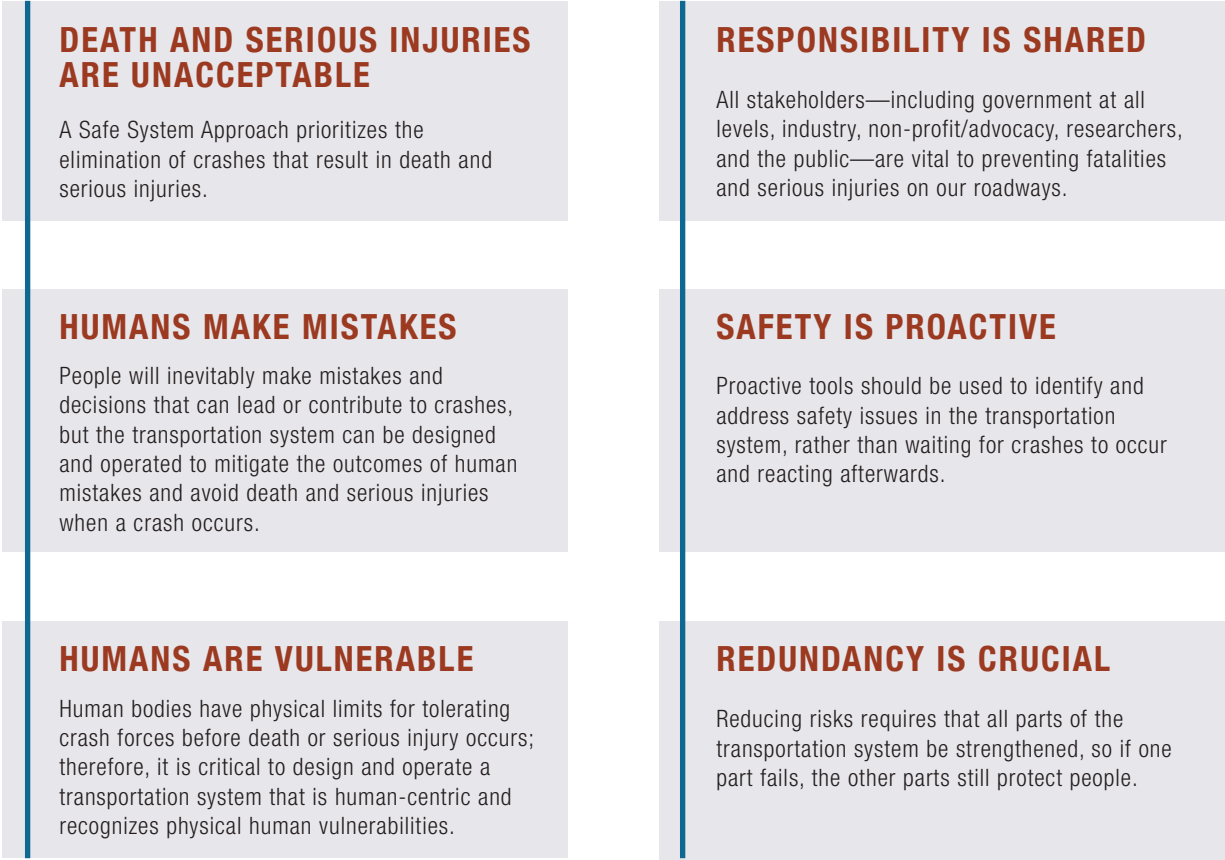 DEATH AND SERIOUS INJURIES
ARE UNACCEPTABLE
A Safe System Approach prioritizes the
elimination of crashes that result in death and
serious injuries.
HUMANS MAKE MISTAKES
People will inevitably make mistakes and
decisions that can lead or contribute to crashes,
but the transportation system can be designed
and operated to mitigate the outcomes of human
mistakes and avoid death and serious injuries
when a crash occurs.
HUMANS ARE VULNERABLE
Human bodies have physical limits for tolerating
crash forces before death or serious injury occurs;
therefore, it is critical to design and operate a
transportation system that is human-centric and
recognizes physical human vulnerabilities.
RESPONSIBILITY IS SHARED
All stakeholders—including government at all
levels, industry, non-profit/advocacy, researchers,
and the public—are vital to preventing fatalities
and serious injuries on our roadways.
SAFETY IS PROACTIVE
Proactive tools should be used to identify and
address safety issues in the transportation
system, rather than waiting for crashes to occur
and reacting afterwards.
REDUNDANCY IS CRUCIAL
Reducing risks requires that all parts of the
transportation system be strengthened, so if one
part fails, the other parts still protect people.